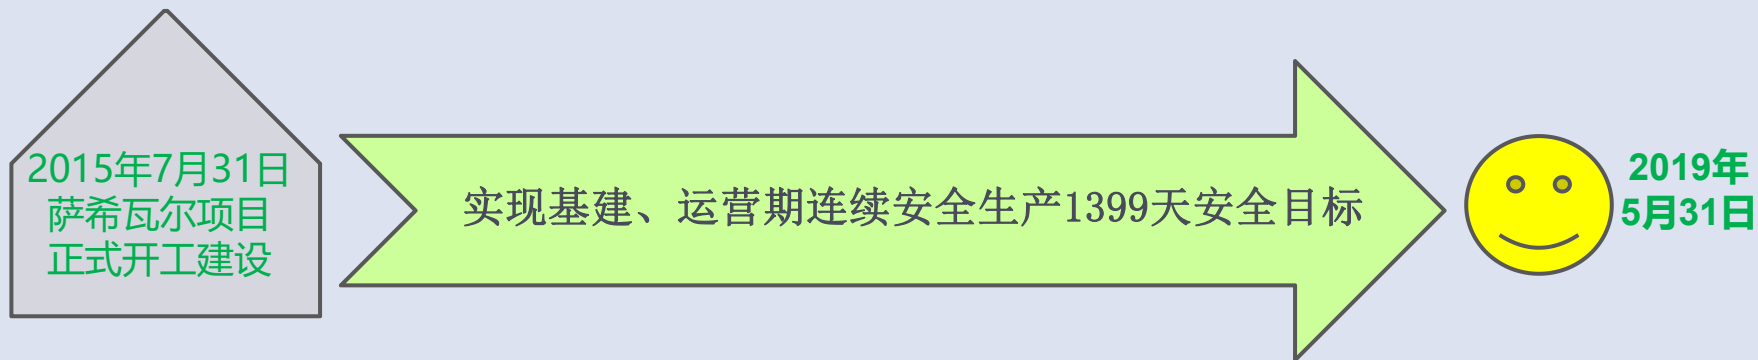 2015年7月31日
萨希瓦尔项目
正式开工建设
实现基建、运营期连续安全生产1399天安全目标
2019年
5月31日